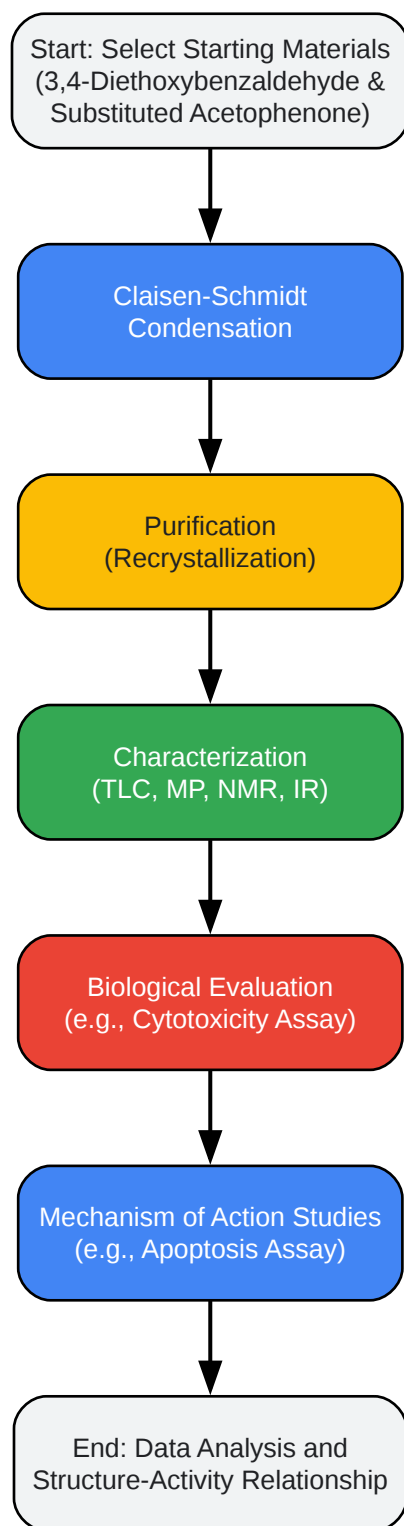 Start: Select Starting Materials
(3,4-Diethoxybenzaldehyde &
Substituted Acetophenone)
Claisen-Schmidt
Condensation
Purification
(Recrystallization)
Characterization
(TLC, MP, NMR, IR)
Biological Evaluation
(e.g., Cytotoxicity Assay)
Mechanism of Action Studies
(e.g., Apoptosis Assay)
End: Data Analysis and
Structure-Activity Relationship